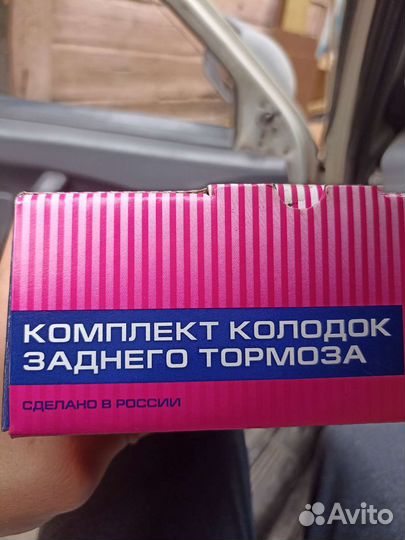 КОМПЛЕКТ КОЛОДОК
ЗАДНЕГО ТОРМОЗА
СДЕЛАНО В РОССИИ
Avito